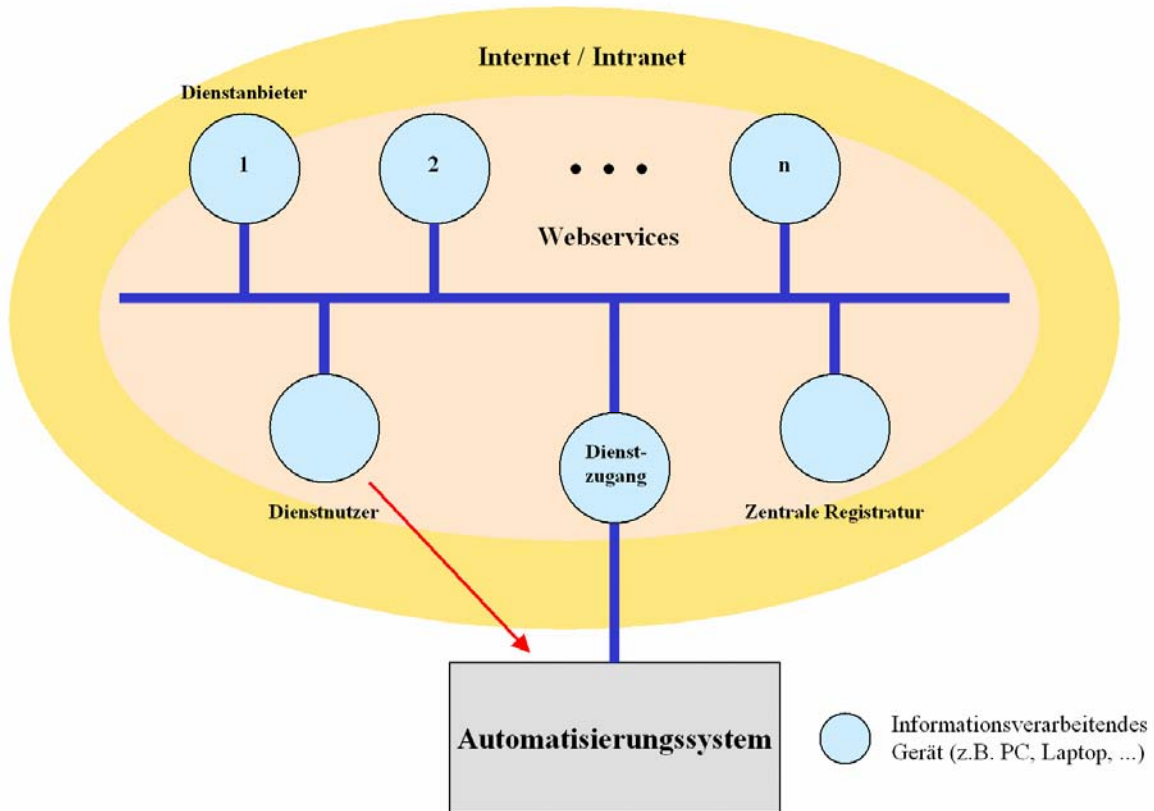 Internet / Intranet
Dienstanbieter
1
2
• • •
n
Webservices
Dienst-
zugang
Dienstnutzer
Zentrale Registratur
Automatisierungssystem
Informationsverarbeitendes
Gerät (z.B. PC, Laptop, ...)